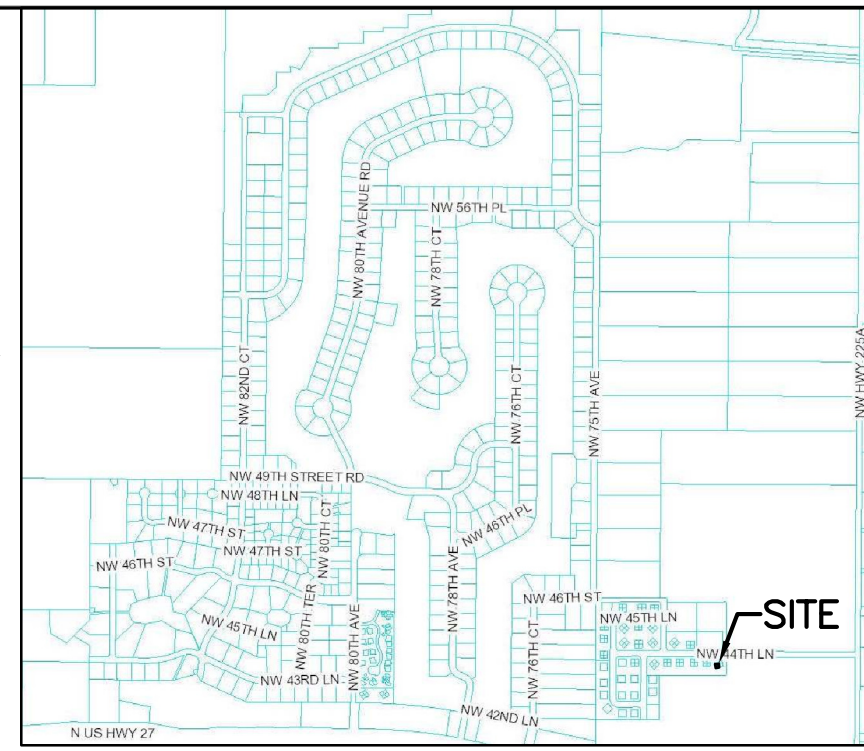 NW 80TH AVENUE RD
NW 56TH PL
NW 78TH CT
NW HWY 225A
NW 82ND CT
NW 76TH CT
NW 75TH AVE
NW 49TH STREET RD
NW 48TH LN
NW 47TH ST
NW 80TH CT
NW 46TH PL
NW 47TH ST
NW 46TH ST
NW 78TH AVE
NW 46TH ST
NW 45TH LN
NW 80TH TER
NW 80TH AVE
NW 45TH LN
SITE
NW 76TH CT
NW 44TH LN
NW 43RD LN
NW 42ND LN
N US HWY 27